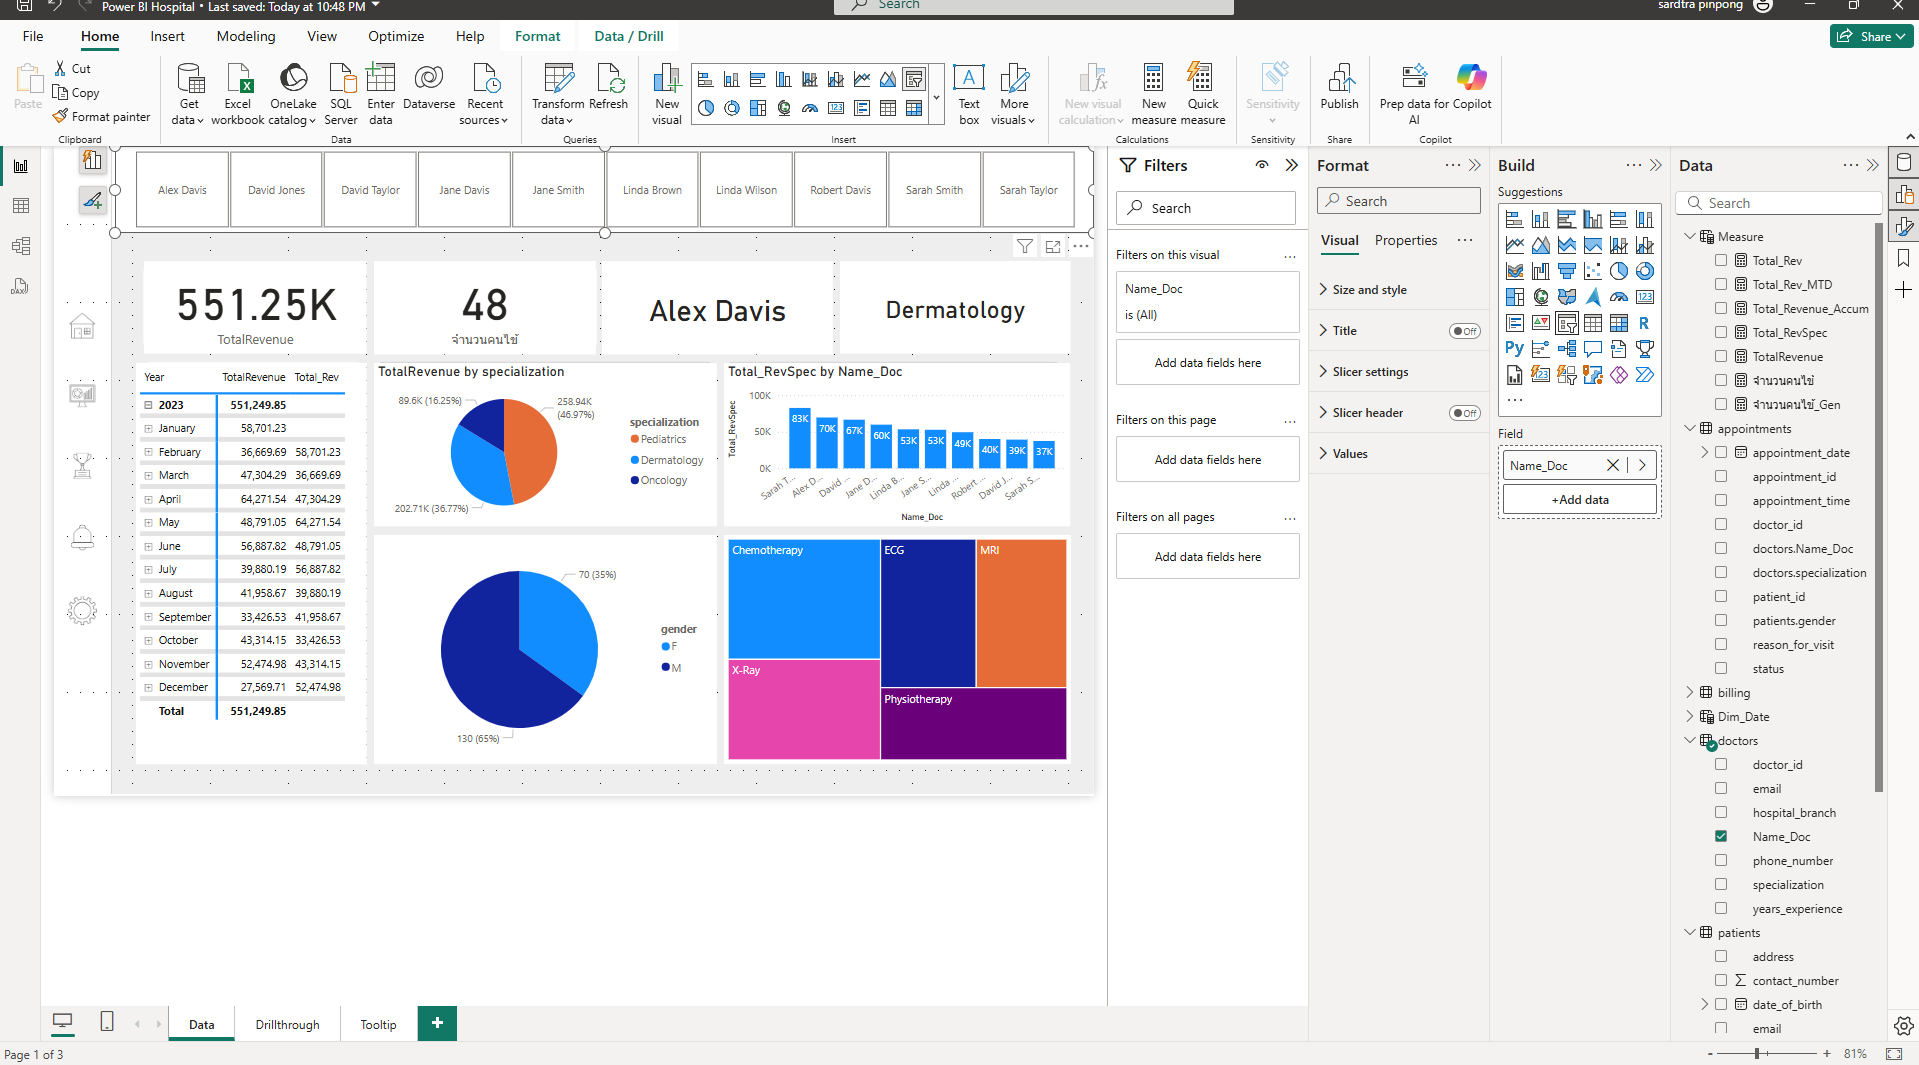 Power BI Hospital • Last saved: Today at 10:48 PM
Search
sardtra pinpong
File
Home
Insert
Modeling
View
Optimize
Help
Format
Data / Drill
Share
Paste
Cut
Copy
Format painter
Clipboard
Get data
Excel workbook
OneLake catalog
SQL Server
Enter data
Dataverse
Recent sources
Data
Transform data
Refresh
Queries
New visual
Text box
More visuals
Insert
New visual calculation
New measure
Quick measure
Calculations
Sensitivity
Sensitivity
Publish
Share
Prep data for AI
Copilot
Copilot
Alex Davis
David Jones
David Taylor
Jane Davis
Jane Smith
Linda Brown
Linda Wilson
Robert Davis
Sarah Smith
Sarah Taylor
551.25K
TotalRevenue
48
จำนวนคนไข้
Alex Davis
Dermatology
Year TotalRevenue Total_Rev
2023 551,249.85
January 58,701.23
February 36,669.69 58,701.23
March 47,304.29 36,669.69
April 64,271.54 47,304.29
May 48,791.05 64,271.54
June 56,887.82 48,791.05
July 39,880.19 56,887.82
August 41,958.67 39,880.19
September 33,426.53 41,958.67
October 43,314.15 33,426.53
November 52,474.98 43,314.15
December 27,569.71 52,474.98
Total 551,249.85
TotalRevenue by specialization
89.6K (16.25%)
258.94K
(46.97%)
202.71K (36.77%)
specialization
Pediatrics
Dermatology
Oncology
Total_RevSpec by Name_Doc
Total_RevSpec
100K
50K
0K
83K 70K 67K 60K 53K 53K 49K 40K 39K 37K
Sarah T... Alex D... David ... Jane D... Linda B... Jane S... Linda ... Robert ... David J... Sarah S...
Name_Doc
70 (35%)
130 (65%)
gender
F
M
Chemotherapy
ECG
MRI
X-Ray
Physiotherapy
Filters
Search
Filters on this visual
Name_Doc
is (All)
Add data fields here
Filters on this page
Add data fields here
Filters on all pages
Add data fields here
Format
Search
Visual
Properties
Size and style
Title
Off
Slicer settings
Slicer header
Off
Values
Build
Suggestions
123
R
Py
123
Field
Name_Doc
+Add data
Data
Search
Measure
Total_Rev
Total_Rev_MTD
Total_Revenue_Accum
Total_RevSpec
TotalRevenue
จำนวนคนไข้
จำนวนคนไข้_Gen
appointments
appointment_date
appointment_id
appointment_time
doctor_id
doctors.Name_Doc
doctors.specialization
patient_id
patients.gender
reason_for_visit
status
billing
Dim_Date
doctors
doctor_id
email
hospital_branch
Name_Doc
phone_number
specialization
years_experience
patients
address
contact_number
date_of_birth
email
Data
Drillthrough
Tooltip
Page 1 of 3
81%